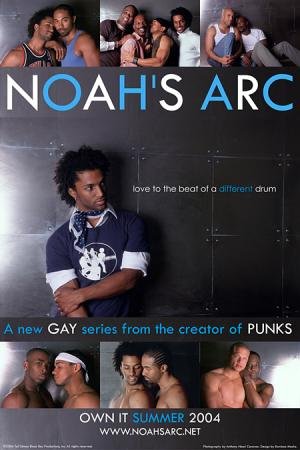 NOAH'S ARC
love to the beat of a different drum
A new GAY series from the creator of PUNKS
OWN IT SUMMER 2004
WWW.NOAHSARC.NET